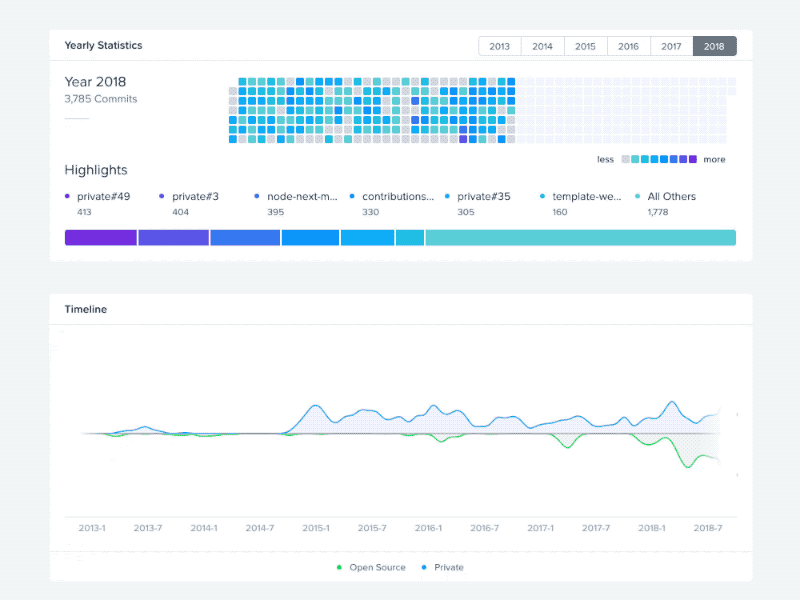 Yearly Statistics
2013 2014 2015 2016 2017 2018
Year 2018
3,785 Commits
less more
Highlights
private#49 private#3 node-next-m... contributions... private#35 template-we... All Others
413 404 395 330 305 160 1,778
Timeline
2013-1 2013-7 2014-1 2014-7 2015-1 2015-7 2016-1 2016-7 2017-1 2017-7 2018-1 2018-7
Open Source Private